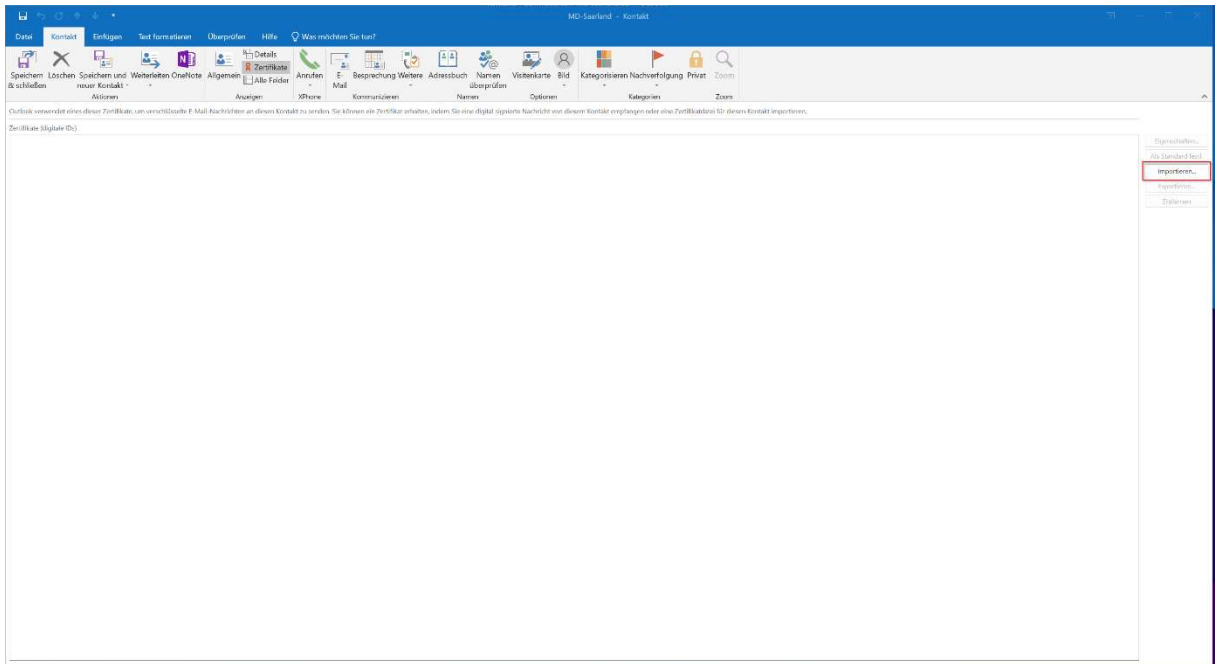 MD-Saarland - Kontakt
Datei Kontakt Einfügen Text formatieren Überprüfen Hilfe Was möchten Sie tun?
Speichern & schließen
Löschen
Speichern und neuer Kontakt
Weiterleiten
OneNote
Aktionen
Allgemein
Details
Zertifikate
Alle Felder
Anzeigen
Anrufen
XPhone
E-Mail
Besprechung
Weitere
Kommunizieren
Adressbuch
Namen überprüfen
Namen
Visitenkarte
Bild
Optionen
Kategorisieren
Nachverfolgung
Privat
Kategorien
Zoom
Zoom
Outlook verwendet eines dieser Zertifikate, um verschlüsselte E-Mail-Nachrichten an diesen Kontakt zu senden. Sie können ein Zertifikat erhalten, indem Sie eine digital signierte Nachricht von diesem Kontakt empfangen oder eine Zertifikatdatei für diesen Kontakt importieren.
Zertifikate (digitale IDs)
Eigenschaften...
Als Standard festl
Importieren...
Exportieren...
Entfernen